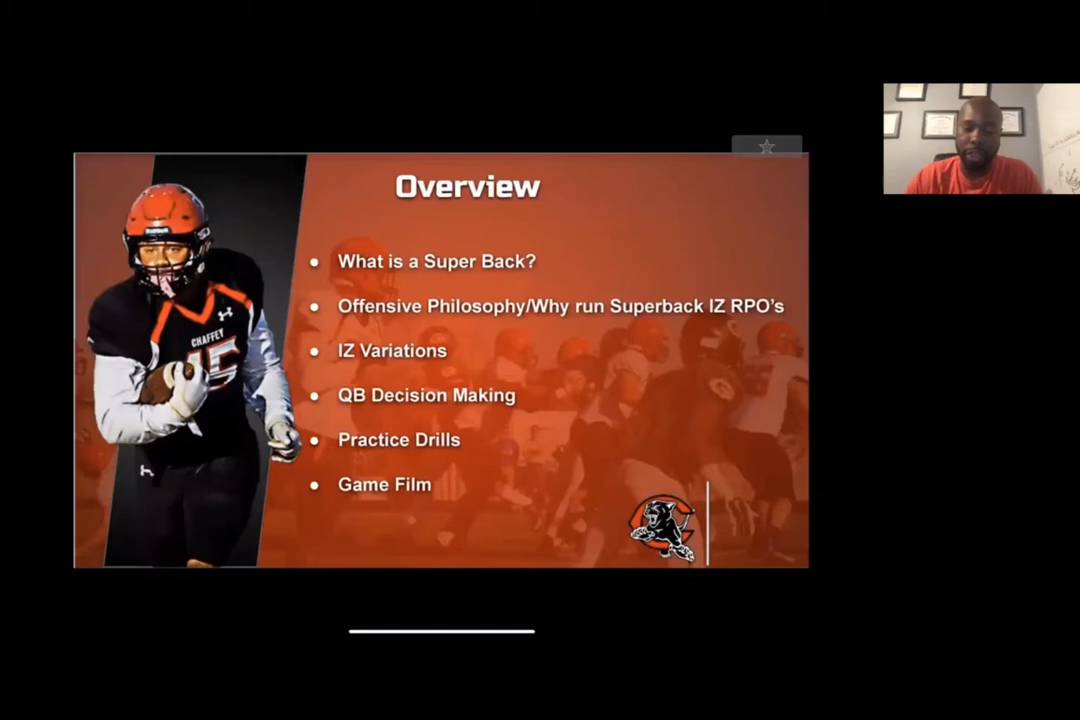 Overview
• What is a Super Back?
• Offensive Philosophy/Why run Superback IZ RPO's
• IZ Variations
• QB Decision Making
• Practice Drills
• Game Film
CHAFFEY
15